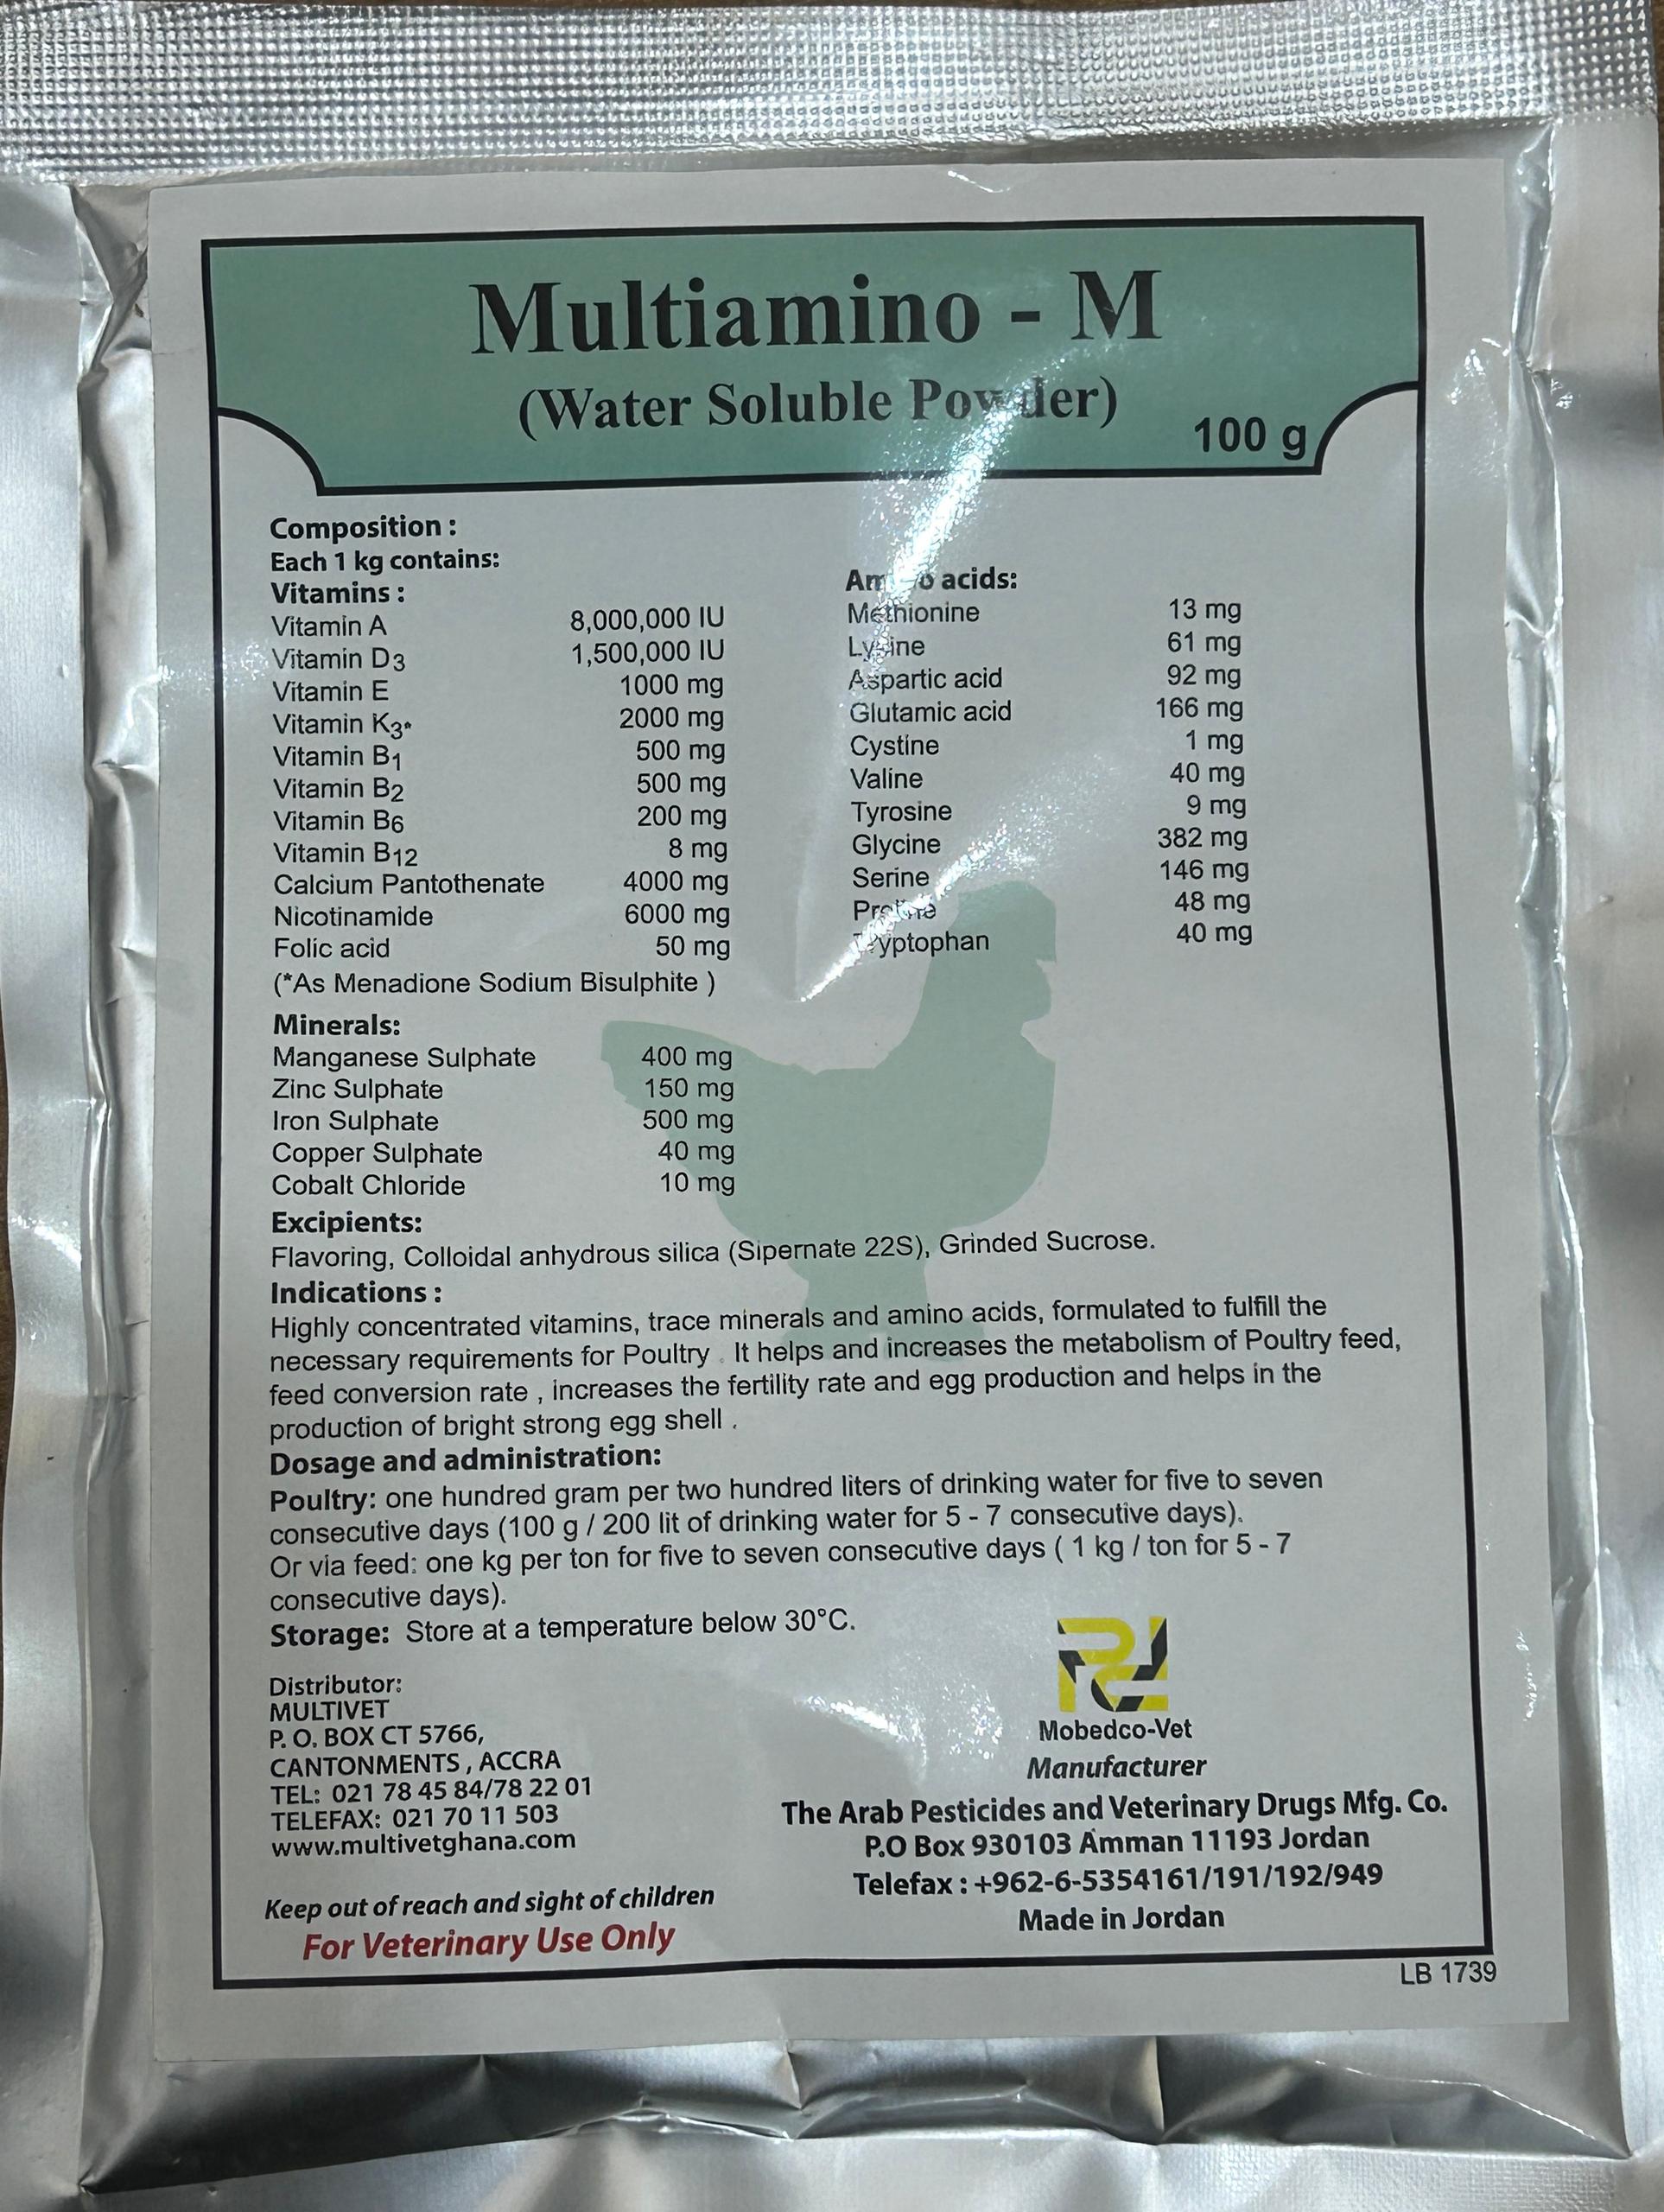 Multiamino - M
(Water Soluble Powder)
100 g
Composition :
Each 1 kg contains:
Vitamins :
Vitamin A 8,000,000 IU
Vitamin D3 1,500,000 IU
Vitamin E 1000 mg
Vitamin K3* 2000 mg
Vitamin B1 500 mg
Vitamin B2 500 mg
Vitamin B6 200 mg
Vitamin B12 8 mg
Calcium Pantothenate 4000 mg
Nicotinamide 6000 mg
Folic acid 50 mg
(*As Menadione Sodium Bisulphite )
Amino acids:
Methionine 13 mg
Lysine 61 mg
Aspartic acid 92 mg
Glutamic acid 166 mg
Cystine 1 mg
Valine 40 mg
Tyrosine 9 mg
Glycine 382 mg
Serine 146 mg
Proline 48 mg
Tryptophan 40 mg
Minerals:
Manganese Sulphate 400 mg
Zinc Sulphate 150 mg
Iron Sulphate 500 mg
Copper Sulphate 40 mg
Cobalt Chloride 10 mg
Excipients:
Flavoring, Colloidal anhydrous silica (Sipernate 22S), Grinded Sucrose.
Indications :
Highly concentrated vitamins, trace minerals and amino acids, formulated to fulfill the
necessary requirements for Poultry . It helps and increases the metabolism of Poultry feed,
feed conversion rate , increases the fertility rate and egg production and helps in the
production of bright strong egg shell .
Dosage and administration:
Poultry: one hundred gram per two hundred liters of drinking water for five to seven
consecutive days (100 g / 200 lit of drinking water for 5 - 7 consecutive days).
Or via feed: one kg per ton for five to seven consecutive days ( 1 kg / ton for 5 - 7
consecutive days).
Storage: Store at a temperature below 30°C.
Distributor:
MULTIVET
P. O. BOX CT 5766,
CANTONMENTS , ACCRA
TEL: 021 78 45 84/78 22 01
TELEFAX: 021 70 11 503
www.multivetghana.com
Keep out of reach and sight of children
For Veterinary Use Only
Mobedco-Vet
Manufacturer
The Arab Pesticides and Veterinary Drugs Mfg. Co.
P.O Box 930103 Amman 11193 Jordan
Telefax : +962-6-5354161/191/192/949
Made in Jordan
LB 1739